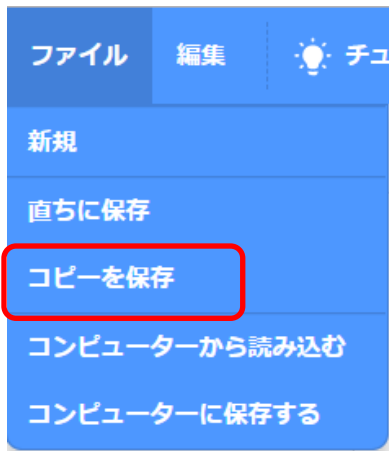 ファイル 編集 チュ
新規
直ちに保存
コピーを保存
コンピューターから読み込む
コンピューターに保存する